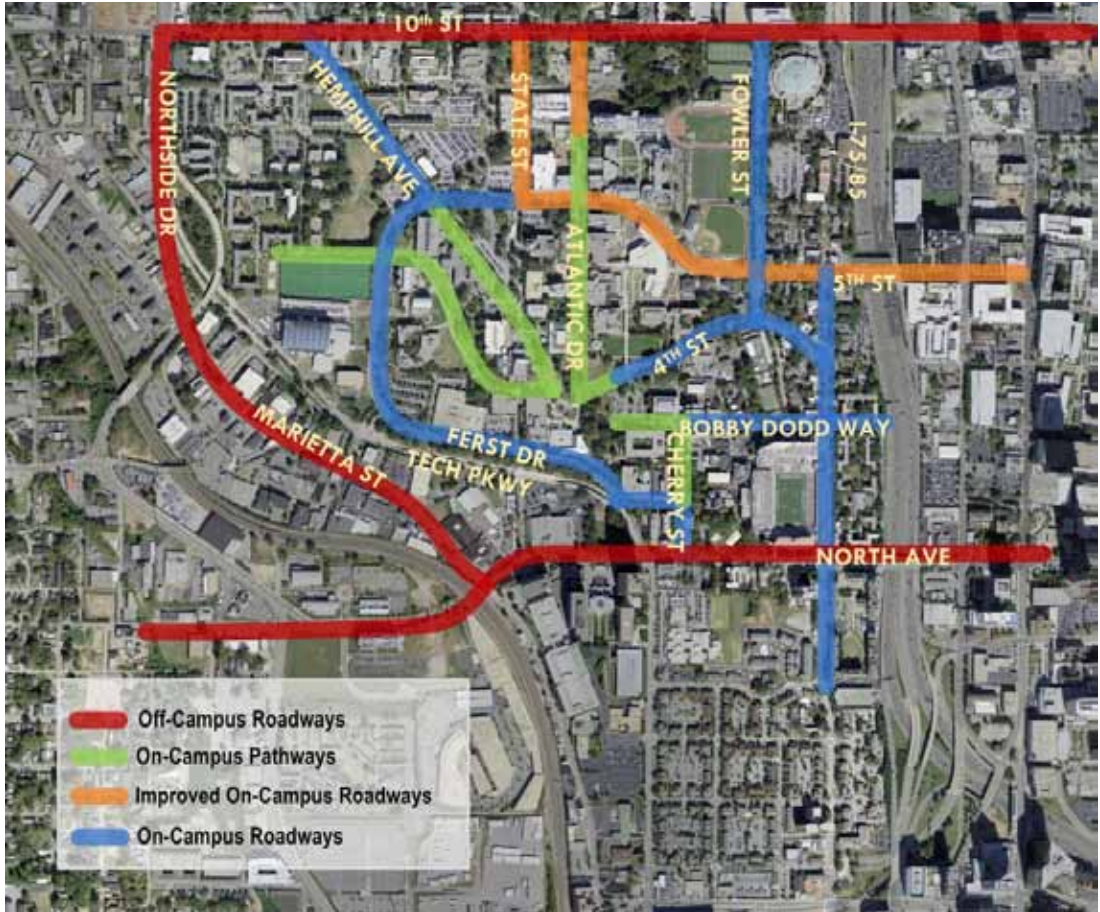 10th ST
NORTHSIDE DR
HEMPHILL AVE
STATE ST
FOWLER ST
I-75/85
ATLANTIC DR
5TH ST
4TH ST
MARIETTA ST
FERST DR
TECH PKWY
BOBBY DODD WAY
CHERRY ST
NORTH AVE
Off-Campus Roadways
On-Campus Pathways
Improved On-Campus Roadways
On-Campus Roadways